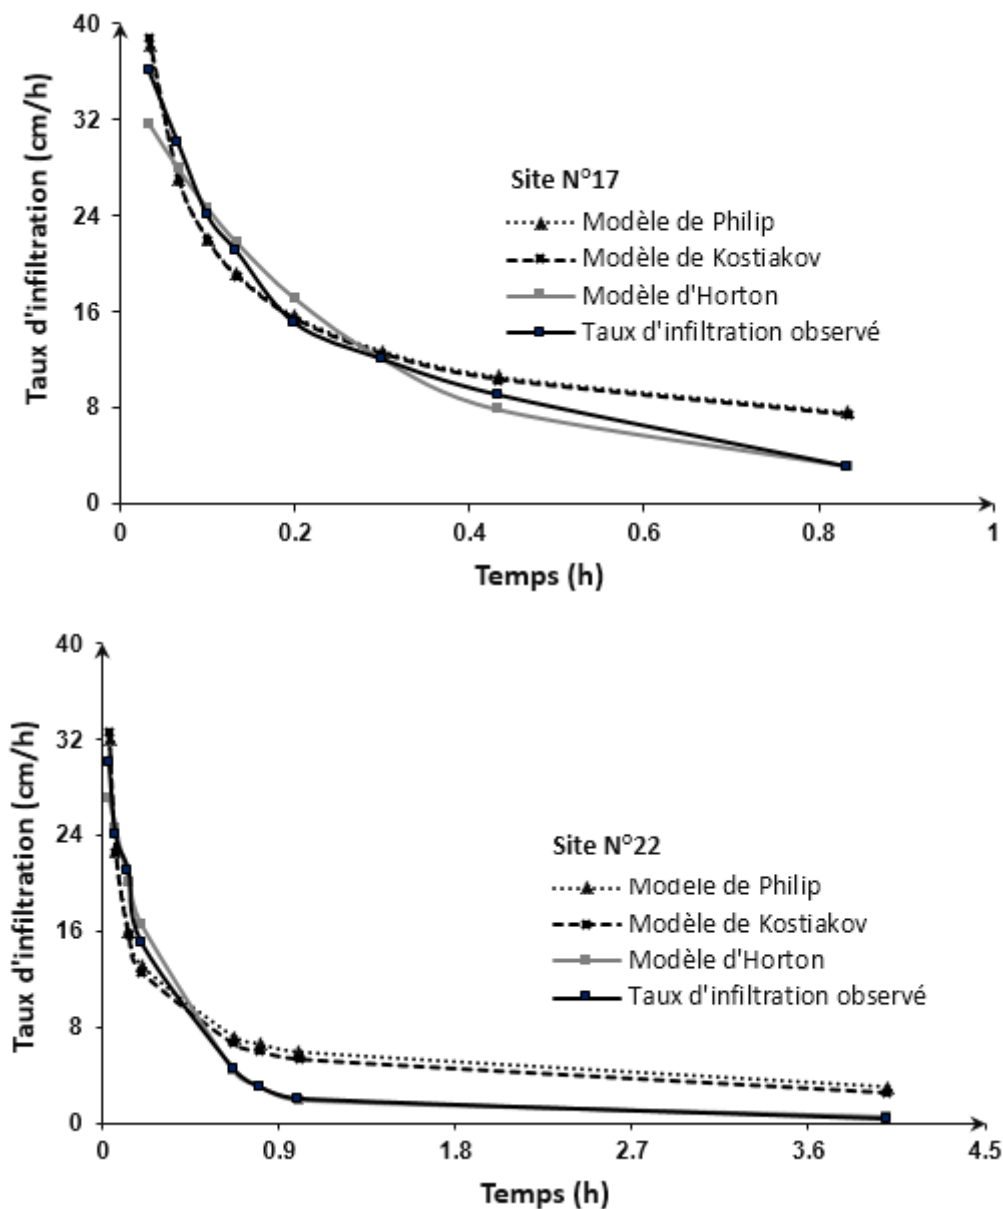 40
32
24
16
8
0
Taux d'infiltration (cm/h)
Site N°17
Modèle de Philip
Modèle de Kostiakov
Modèle d'Horton
Taux d'infiltration observé
0 0.2 0.4 0.6 0.8 1
Temps (h)
40
32
24
16
8
0
Taux d'infiltration (cm/h)
Site N°22
Modèle de Philip
Modèle de Kostiakov
Modèle d'Horton
Taux d'infiltration observé
0 0.9 1.8 2.7 3.6 4.5
Temps (h)